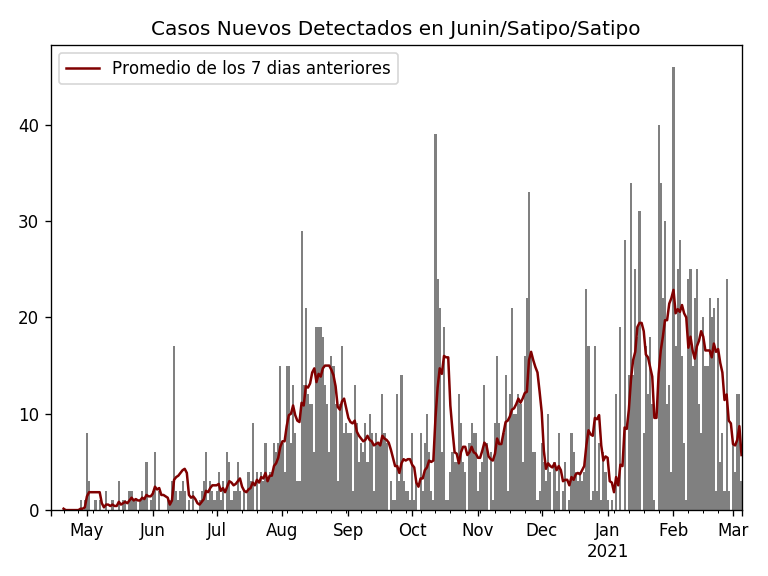 Casos Nuevos Detectados en Junin/Satipo/Satipo
Promedio de los 7 dias anteriores
40
30
20
10
0
May Jun Jul Aug Sep Oct Nov Dec Jan Feb Mar
2021